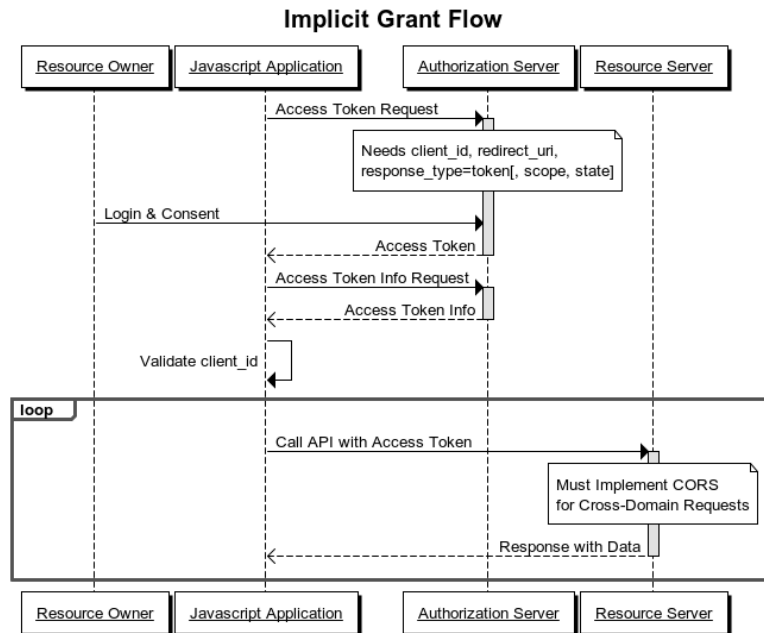 Implicit Grant Flow
Resource Owner
Javascript Application
Authorization Server
Resource Server
Access Token Request
Needs client_id, redirect_uri,
response_type=token[, scope, state]
Login & Consent
Access Token
Access Token Info Request
Access Token Info
Validate client_id
loop
Call API with Access Token
Must Implement CORS
for Cross-Domain Requests
Response with Data
Resource Owner
Javascript Application
Authorization Server
Resource Server